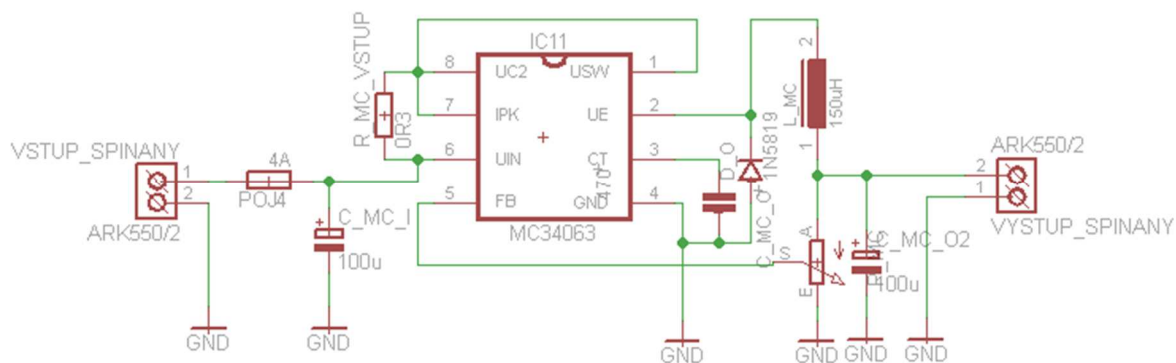 IC11
R_MC_VSTUP
0R3
8
7
6
5
UC2
IPK
UIN
FB
USW
UE
CT
GND
1
2
3
4
MC34063
470
2
L_MC
150uH
1
D_O
1N5819
C_MC_O
VSTUP_SPINANY
1
2
ARK550/2
4A
POJ4
C_MC_I
100u
S
A
E
C_MC_O2
400u
ARK550/2
2
1
VYSTUP_SPINANY
GND
GND
GND
GND
GND
GND